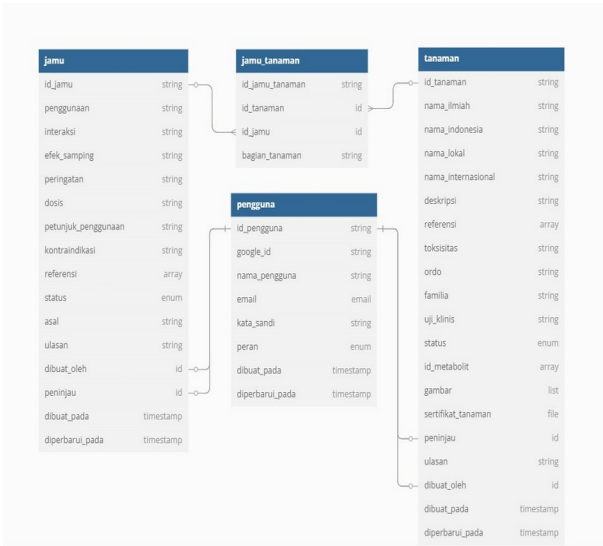 jamu
id_jamu string
penggunaan string
interaksi string
efek_samping string
peringatan string
dosis string
petunjuk_penggunaan string
kontraindikasi string
referensi array
status enum
asal string
ulasan string
dibuat_oleh id
peninjau id
dibuat_pada timestamp
diperbarui_pada timestamp
jamu_tanaman
id_jamu_tanaman string
id_tanaman id
id_jamu id
bagian_tanaman string
pengguna
id_pengguna string
google_id string
nama_pengguna string
email email
kata_sandi string
peran enum
dibuat_pada timestamp
diperbarui_pada timestamp
tanaman
id_tanaman string
nama_ilmiah string
nama_indonesia string
nama_lokal string
nama_internasional string
deskripsi string
referensi array
toksisitas string
ordo string
familia string
uji_klinis string
status enum
id_metabolit array
gambar list
sertifikat_tanaman file
peninjau id
ulasan string
dibuat_oleh id
dibuat_pada timestamp
diperbarui_pada timestamp